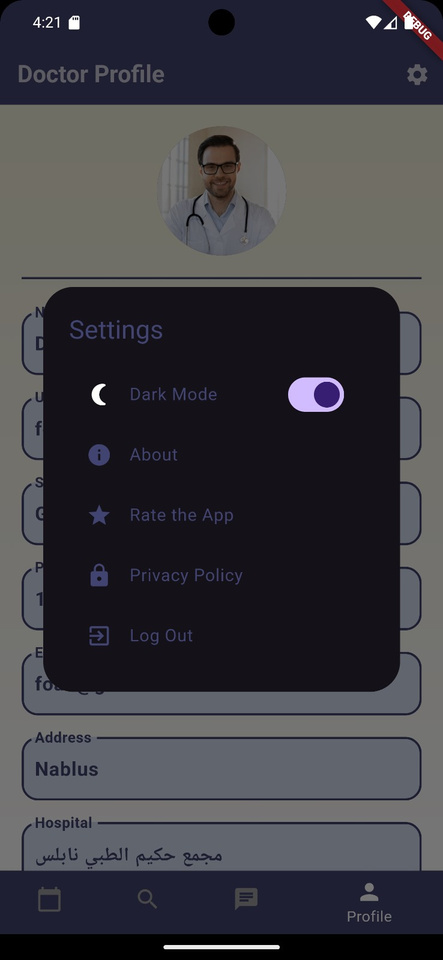 4:21
DEBUG
Doctor Profile
Settings
Dark Mode
About
Rate the App
Privacy Policy
Log Out
Address
Nablus
Hospital
مجمع حكيم الطبي نابلس
Profile